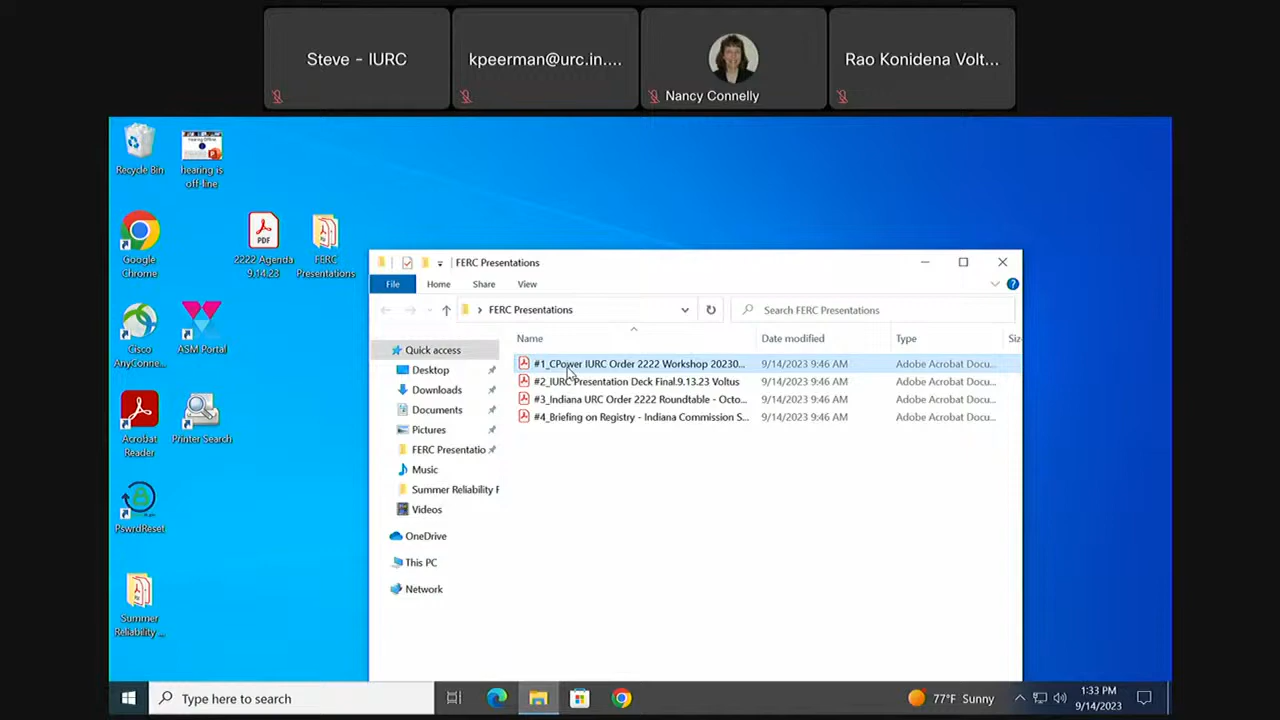 Steve - IURC
kpeerman@urc.in....
Nancy Connelly
Rao Konidena Volt...
Recycle Bin
hearing is
off line
Google
Chrome
2222 Agenda
9.14.23
FERC
Presentations
Cisco
AnyConne...
ASM Portal
Acrobat
Reader
Printer Search
PswrdReset
Summer
Reliability ...
FERC Presentations
File
Home
Share
View
FERC Presentations
Search FERC Presentations
Name
Date modified
Type
Siz
Quick access
Desktop
Downloads
Documents
Pictures
FERC Presentatio
Music
Summer Reliability F
Videos
OneDrive
This PC
Network
#1_CPower IURC Order 2222 Workshop 20230... 9/14/2023 9:46 AM Adobe Acrobat Docu...
#2_IURC Presentation Deck Final.9.13.23 Voltus 9/14/2023 9:46 AM Adobe Acrobat Docu...
#3_Indiana URC Order 2222 Roundtable - Octo... 9/14/2023 9:46 AM Adobe Acrobat Docu...
#4_Briefing on Registry - Indiana Commission S... 9/14/2023 9:46 AM Adobe Acrobat Docu...
Type here to search
77°F Sunny
1:33 PM
9/14/2023